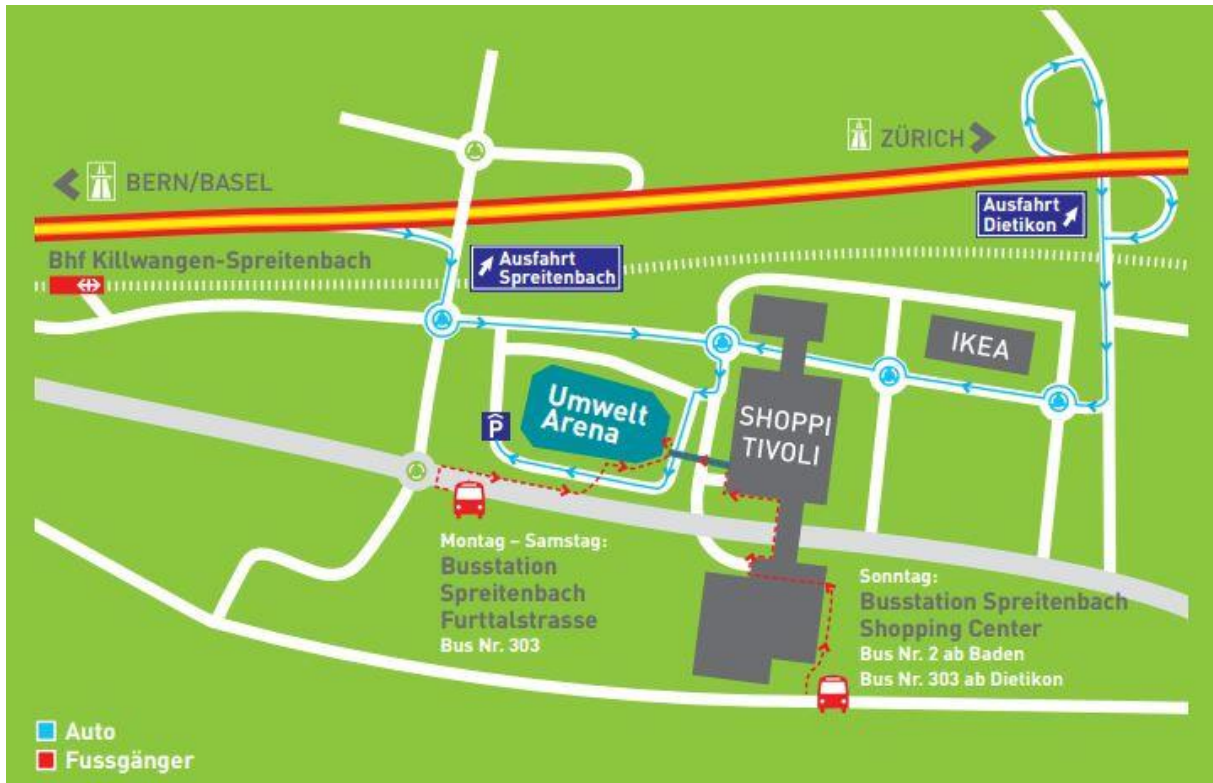 ZÜRICH
BERN/BASEL
Ausfahrt
Dietikon
Bhf Killwangen-Spreitenbach
Ausfahrt
Spreitenbach
IKEA
Umwelt
Arena
SHOPPI
TIVOLI
P
Montag – Samstag:
Busstation
Spreitenbach
Furttalstrasse
Bus Nr. 303
Sonntag:
Busstation Spreitenbach
Shopping Center
Bus Nr. 2 ab Baden
Bus Nr. 303 ab Dietikon
Auto
Fussgänger